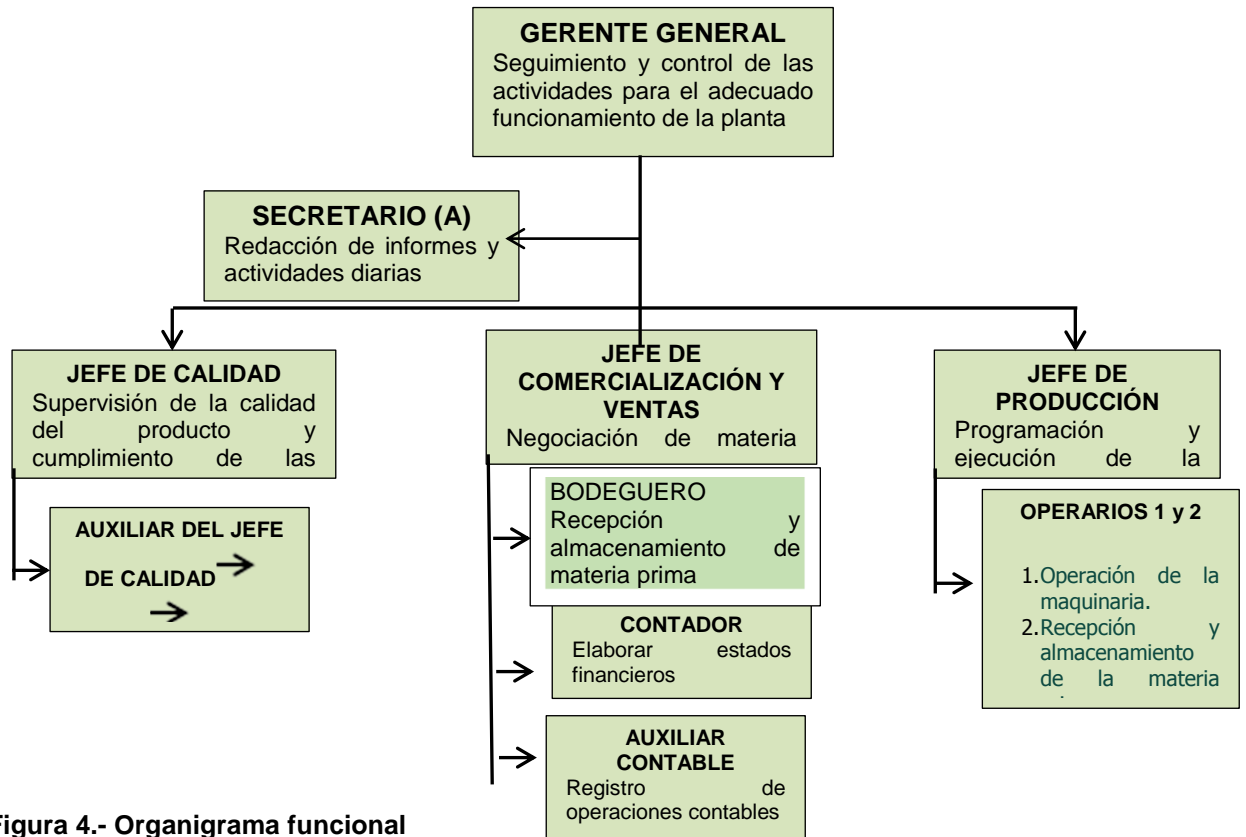 GERENTE GENERAL
Seguimiento y control de las
actividades para el adecuado
funcionamiento de la planta
SECRETARIO (A)
Redacción de informes y
actividades diarias
JEFE DE CALIDAD
Supervisión de la calidad
del producto y
cumplimiento de las
AUXILIAR DEL JEFE
DE CALIDAD
JEFE DE
COMERCIALIZACIÓN Y
VENTAS
Negociación de materia
BODEGUERO
Recepción y
almacenamiento de
materia prima
CONTADOR
Elaborar estados
financieros
AUXILIAR
CONTABLE
Registro de
operaciones contables
JEFE DE
PRODUCCIÓN
Programación y
ejecución de la
OPERARIOS 1 y 2
1.Operación de la
maquinaria.
2.Recepción y
almacenamiento
de la materia
Figura 4.- Organigrama funcional